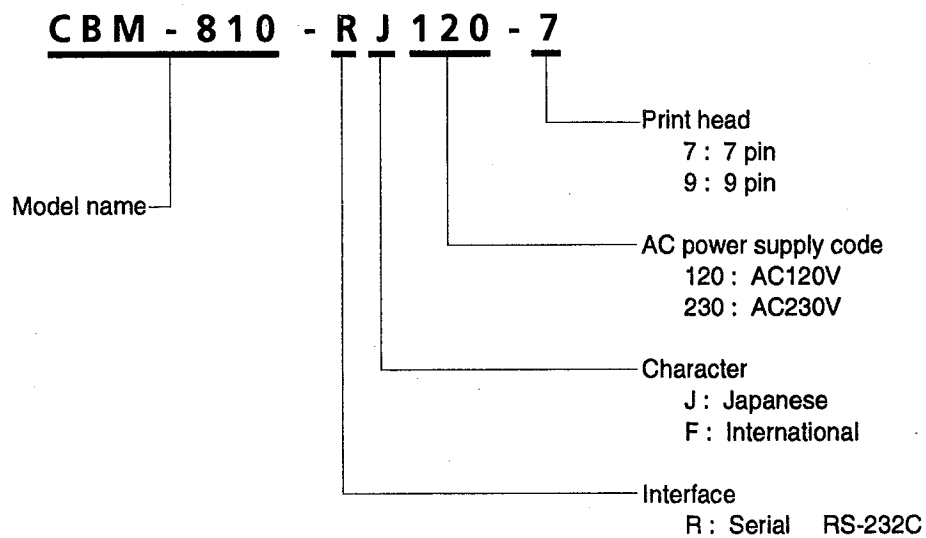 CBM-810-RJ120-7
Print head
7 : 7 pin
9 : 9 pin
Model name
AC power supply code
120 : AC120V
230 : AC230V
Character
J : Japanese
F : International
Interface
R : Serial RS-232C